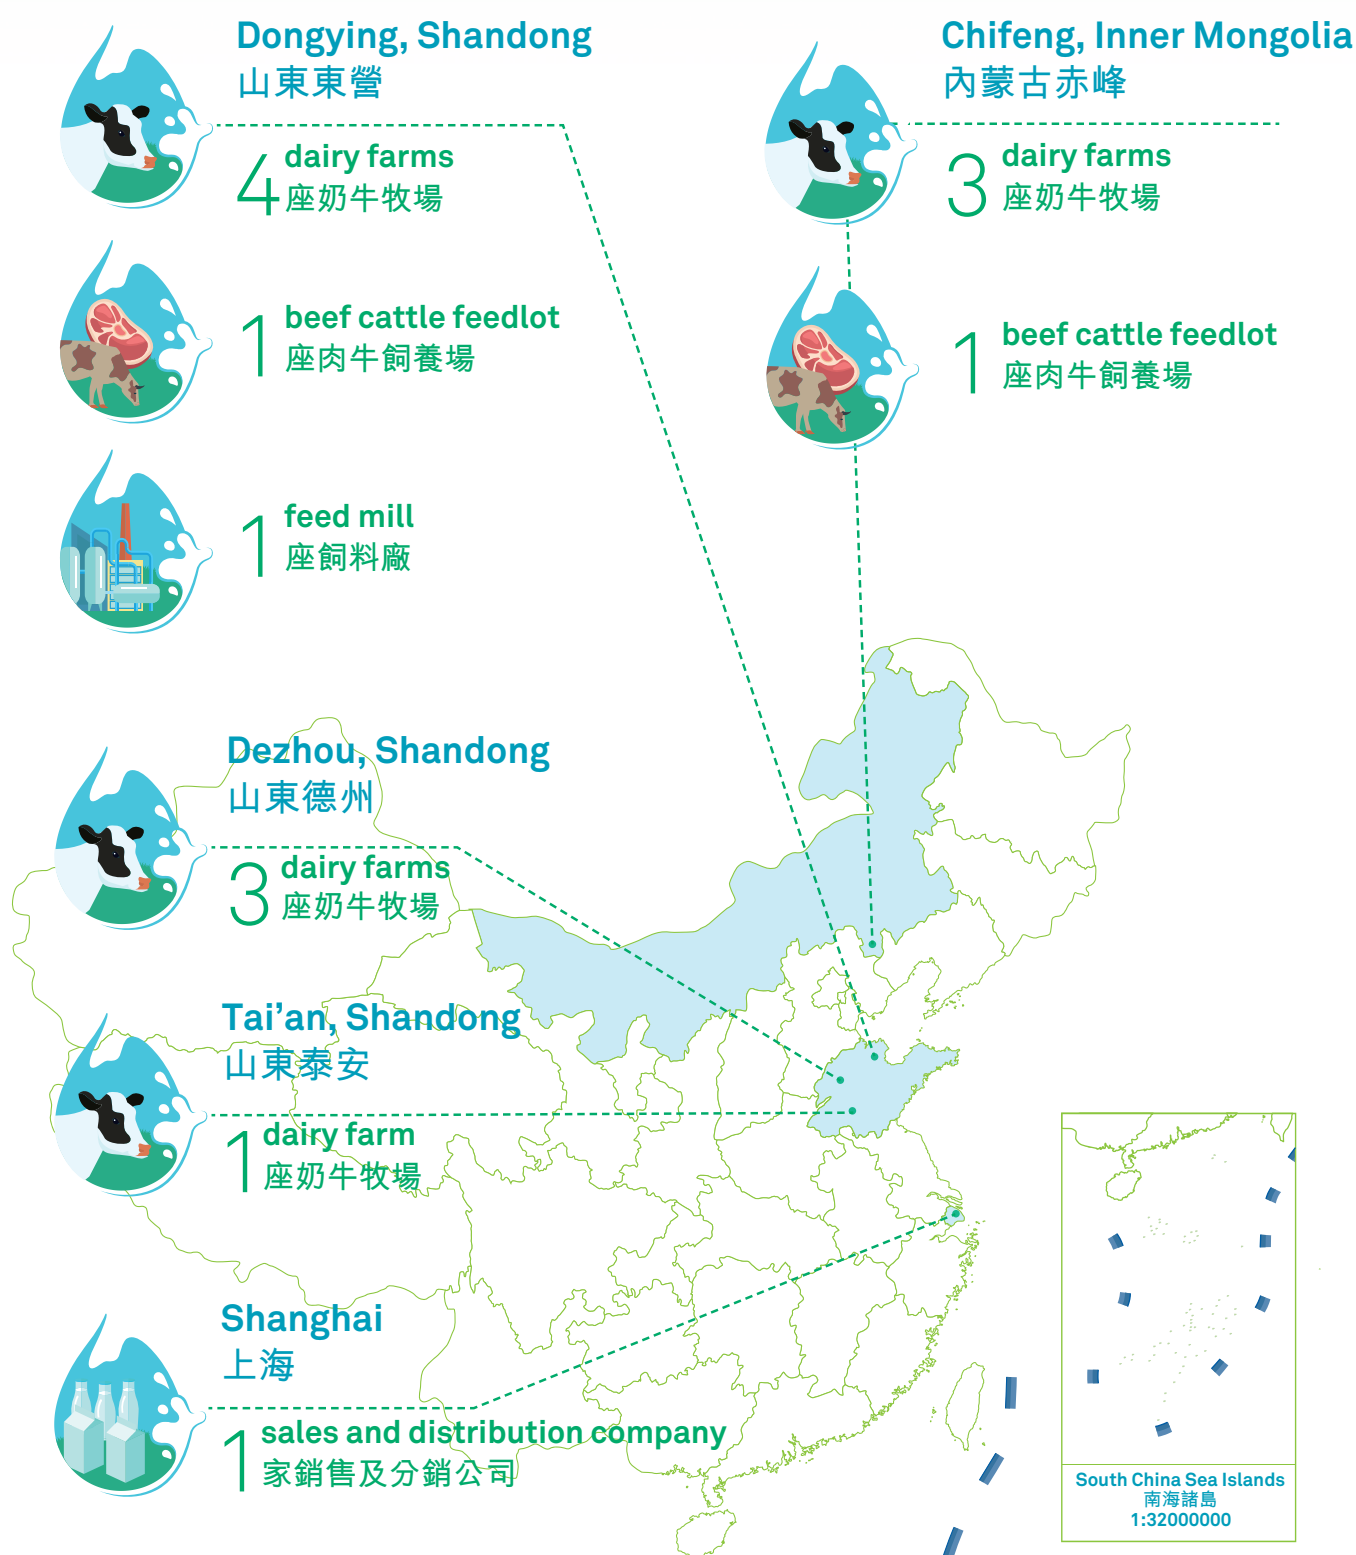 Dongying, Shandong
山東東營
4 dairy farms
座奶牛牧場
1 beef cattle feedlot
座肉牛飼養場
1 feed mill
座飼料廠
Chifeng, Inner Mongolia
內蒙古赤峰
3 dairy farms
座奶牛牧場
1 beef cattle feedlot
座肉牛飼養場
Dezhou, Shandong
山東德州
3 dairy farms
座奶牛牧場
Tai’an, Shandong
山東泰安
1 dairy farm
座奶牛牧場
Shanghai
上海
1 sales and distribution company
家銷售及分銷公司
South China Sea Islands
南海諸島
1:32000000